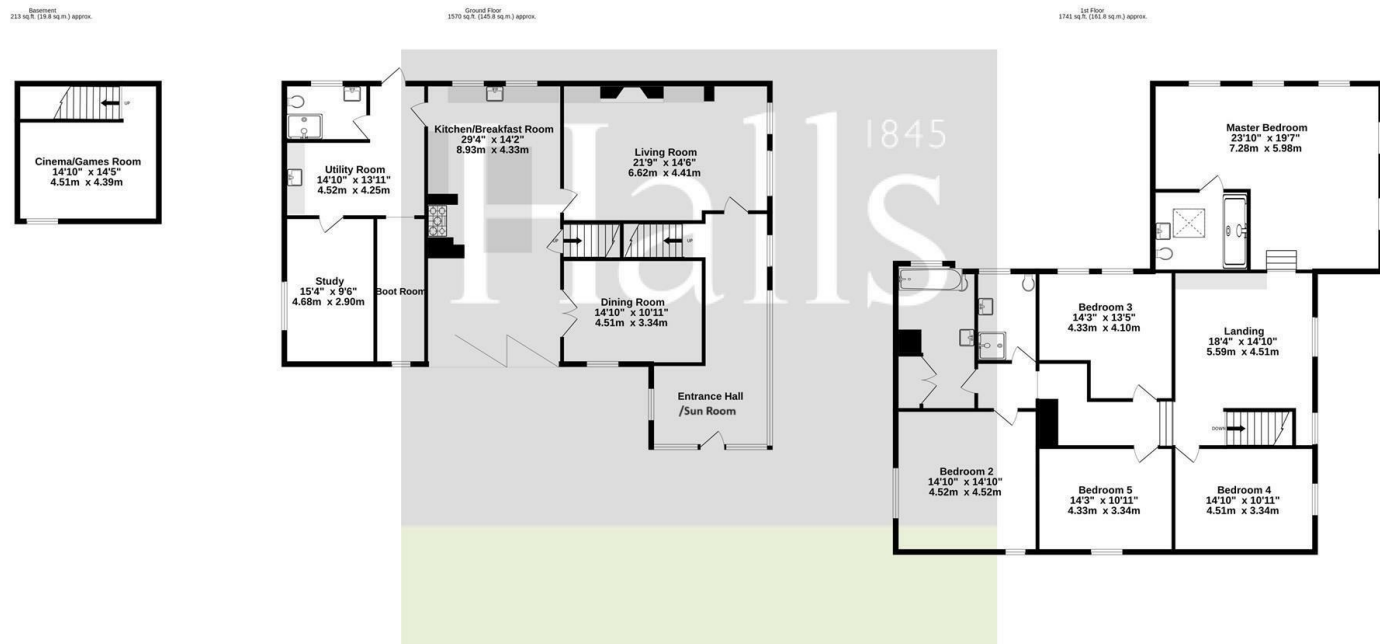 Basement
213 sq.ft. (19.8 sq.m.) approx.
Ground Floor
1570 sq.ft. (145.8 sq.m.) approx.
1st Floor
1741 sq.ft. (161.8 sq.m.) approx.
UP
Cinema/Games Room
14'10" x 14'5"
4.51m x 4.39m
Kitchen/Breakfast Room
29'4" x 14'2"
8.93m x 4.33m
Living Room
21'9" x 14'6"
6.62m x 4.41m
Utility Room
14'10" x 13'11"
4.52m x 4.25m
UP
UP
Study
15'4" x 9'6"
4.68m x 2.90m
Boot Room
Dining Room
14'10" x 10'11"
4.51m x 3.34m
Entrance Hall
/Sun Room
Halls
1845
Master Bedroom
23'10" x 19'7"
7.28m x 5.98m
Bedroom 3
14'3" x 13'5"
4.33m x 4.10m
Landing
18'4" x 14'10"
5.59m x 4.51m
DOWN
Bedroom 2
14'10" x 14'10"
4.52m x 4.52m
Bedroom 5
14'3" x 10'11"
4.33m x 3.34m
Bedroom 4
14'10" x 10'11"
4.51m x 3.34m